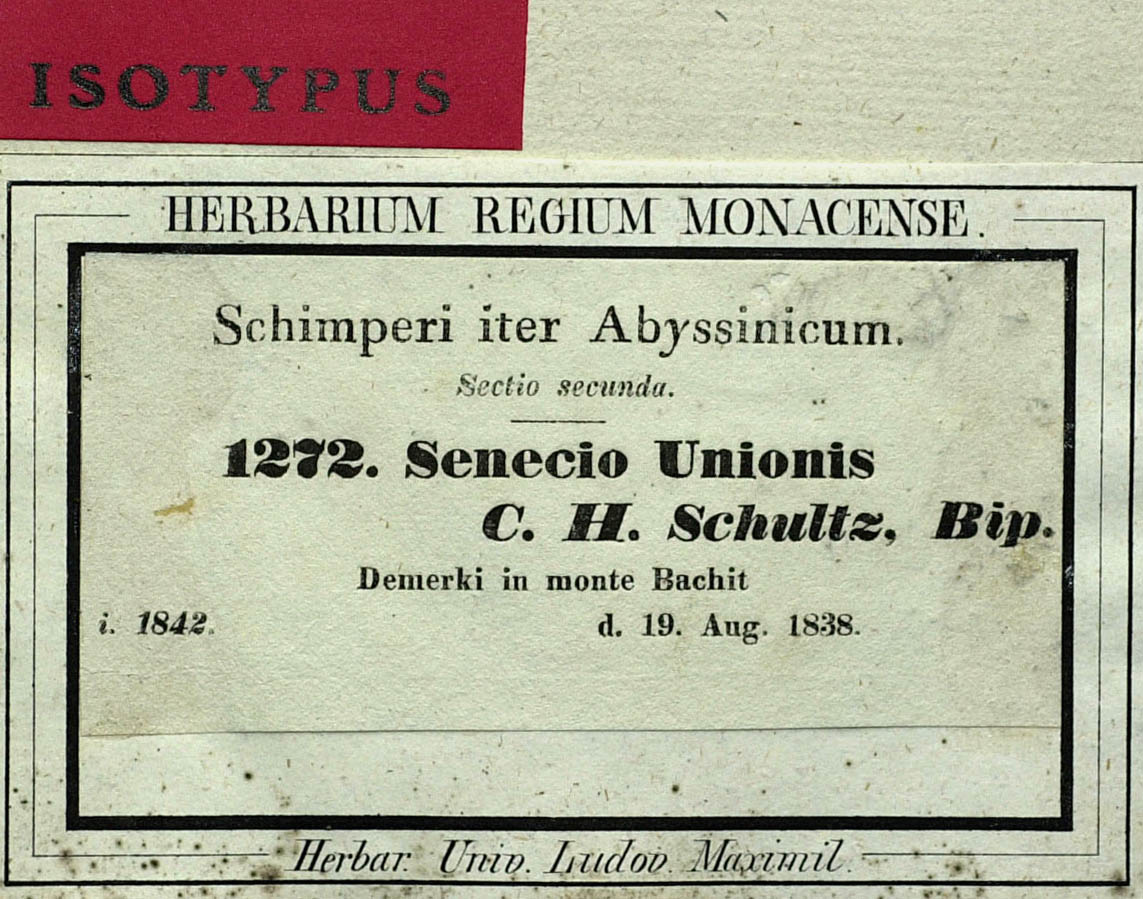 ISOTYPUS
HERBARIUM REGIUM MONACENSE.
Schimperi iter Abyssinicum.
Sectio secunda.
1272. Senecio Unionis
C. H. Schultz, Bip.
Demerki in monte Bachit
i. 1842. d. 19. Aug. 1838.
Herbar. Univ. Ludov. Maximil.